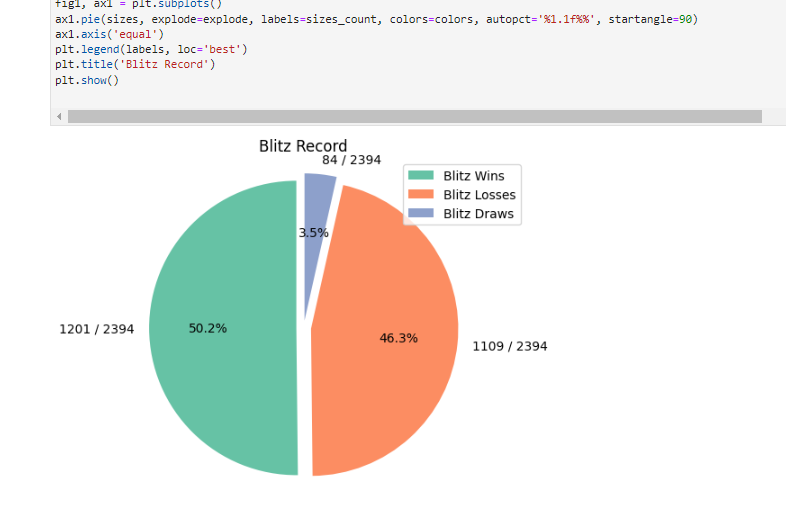 fig1, ax1 = plt.subplots()
ax1.pie(sizes, explode=explode, labels=sizes_count, colors=colors, autopct='%1.1f%%', startangle=90)
ax1.axis('equal')
plt.legend(labels, loc='best')
plt.title('Blitz Record')
plt.show()
Blitz Record
84 / 2394
Blitz Wins
Blitz Losses
Blitz Draws
3.5%
1201 / 2394
50.2%
46.3%
1109 / 2394